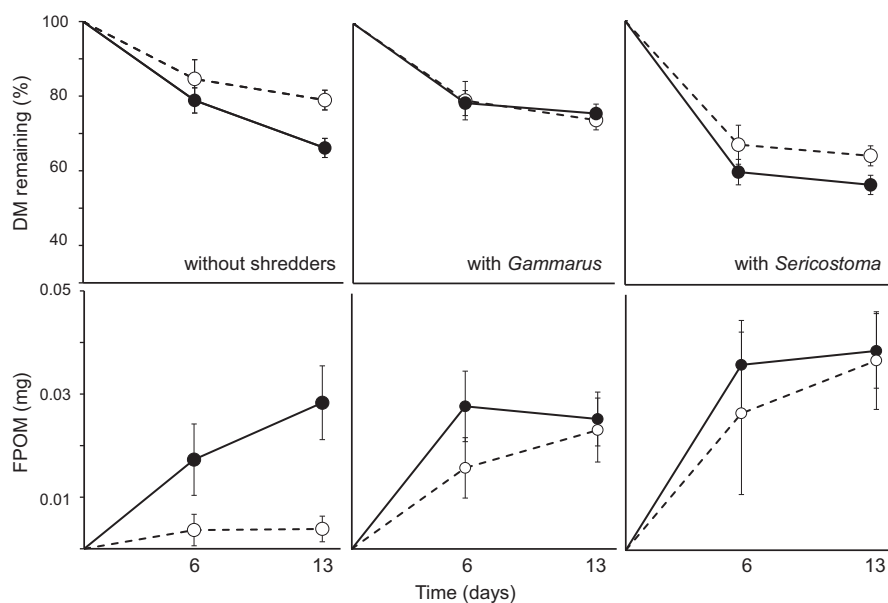 100
80
60
40
DM remaining (%)
without shredders
with Gammarus
with Sericostoma
0.05
0.03
0.01
FPOM (mg)
6
13
6
13
6
13
Time (days)